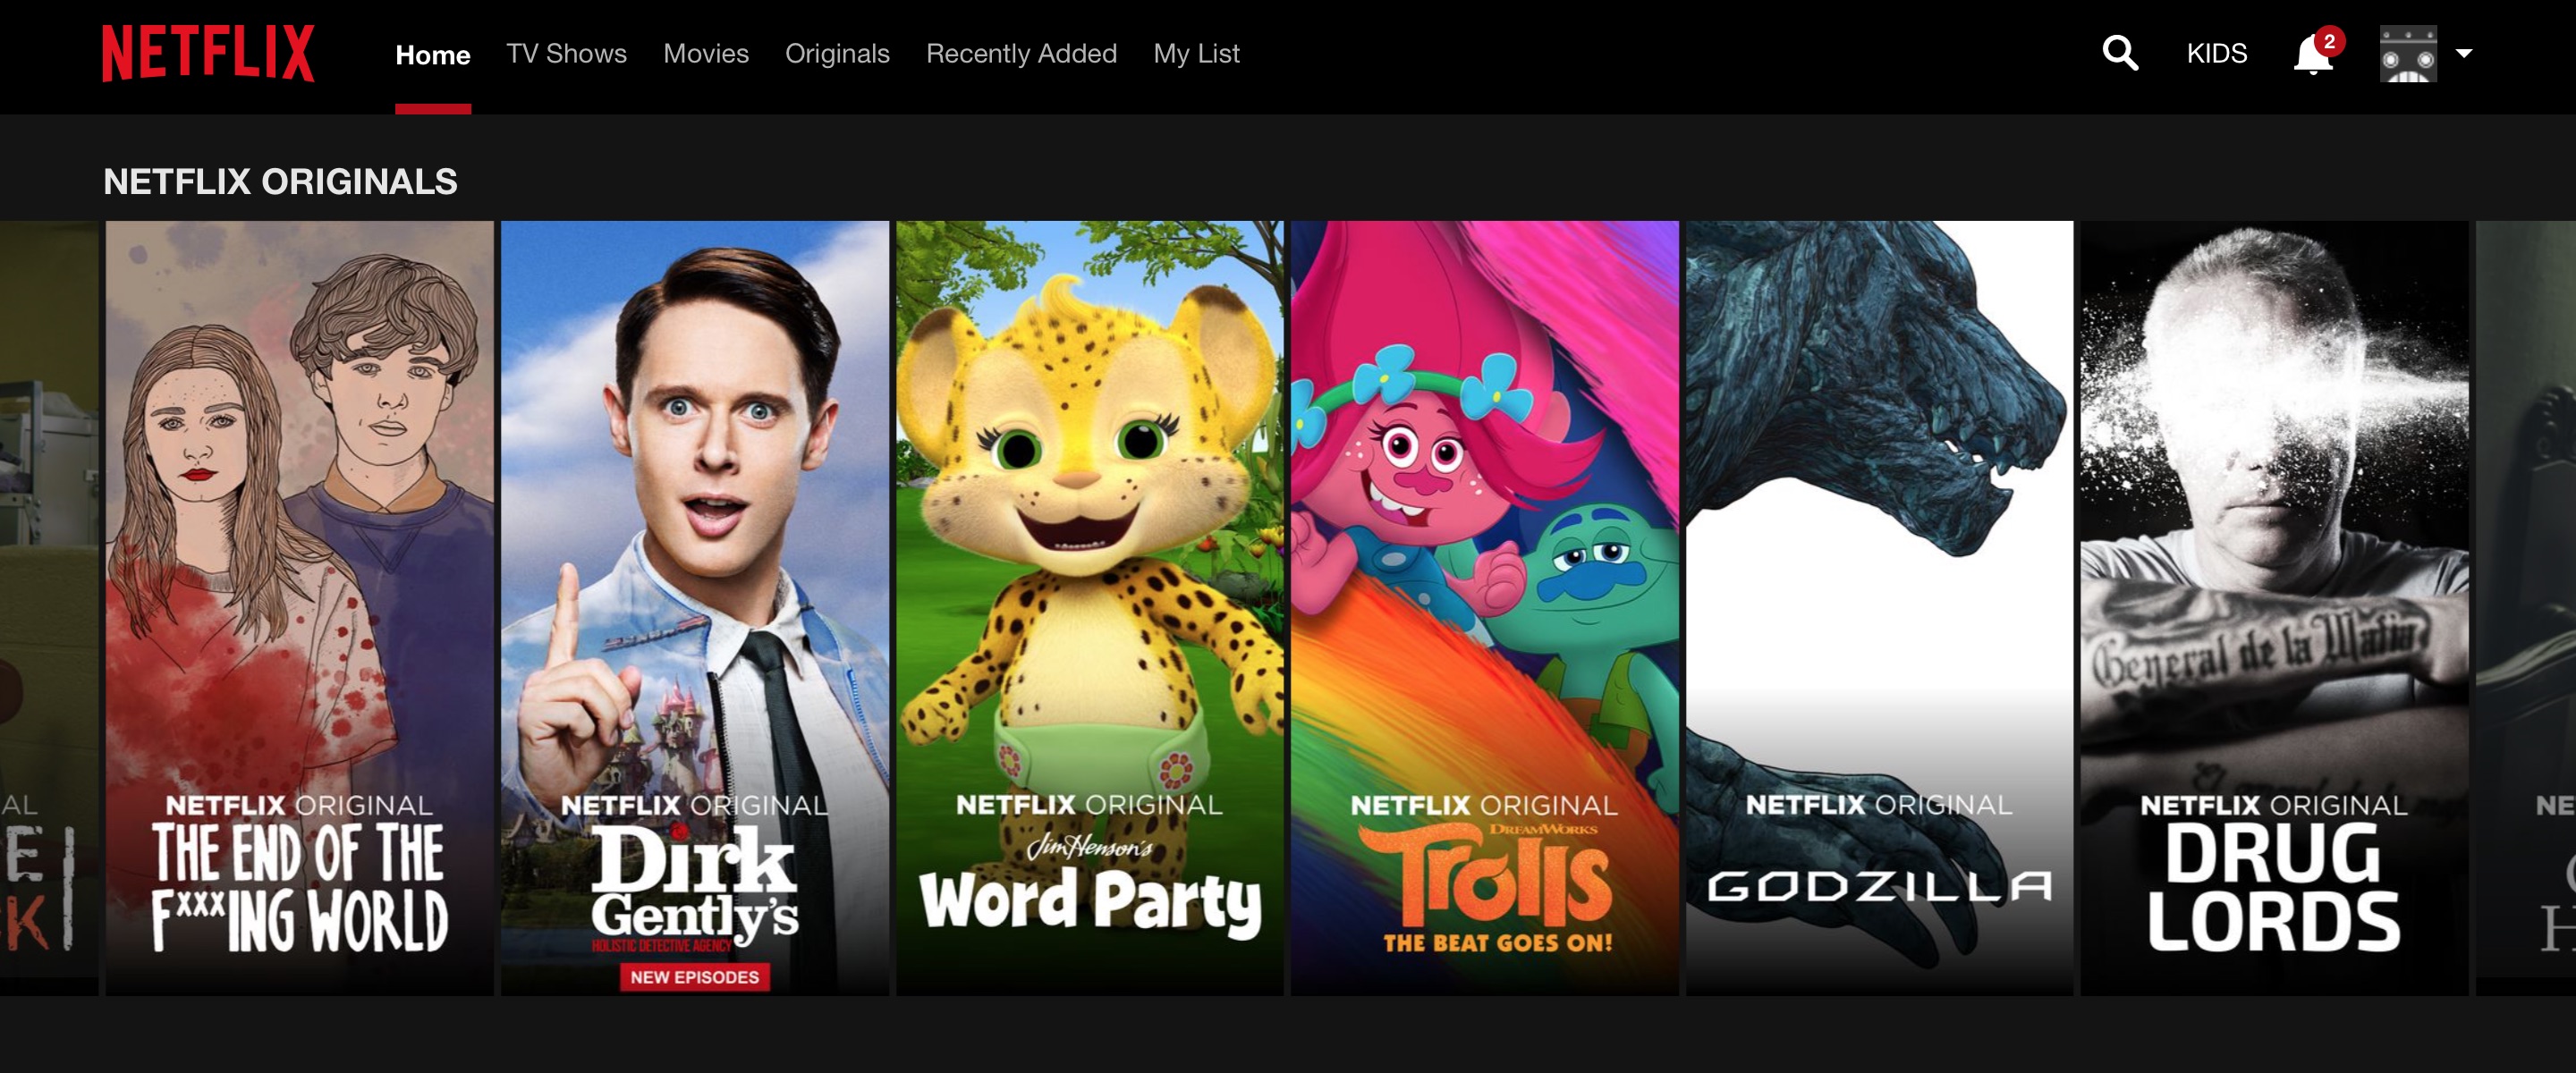 NETFLIX
Home TV Shows Movies Originals Recently Added My List
KIDS
2
NETFLIX ORIGINALS
NETFLIX ORIGINAL
THE END OF THE
F***ING WORLD
NETFLIX ORIGINAL
Dirk
Gently's
HOLISTIC DETECTIVE AGENCY
NEW EPISODES
NETFLIX ORIGINAL
Jim Henson's
Word Party
NETFLIX ORIGINAL
DREAMWORKS
Trolls
THE BEAT GOES ON!
NETFLIX ORIGINAL
GODZILLA
General de la Mafia
NETFLIX ORIGINAL
DRUG
LORDS